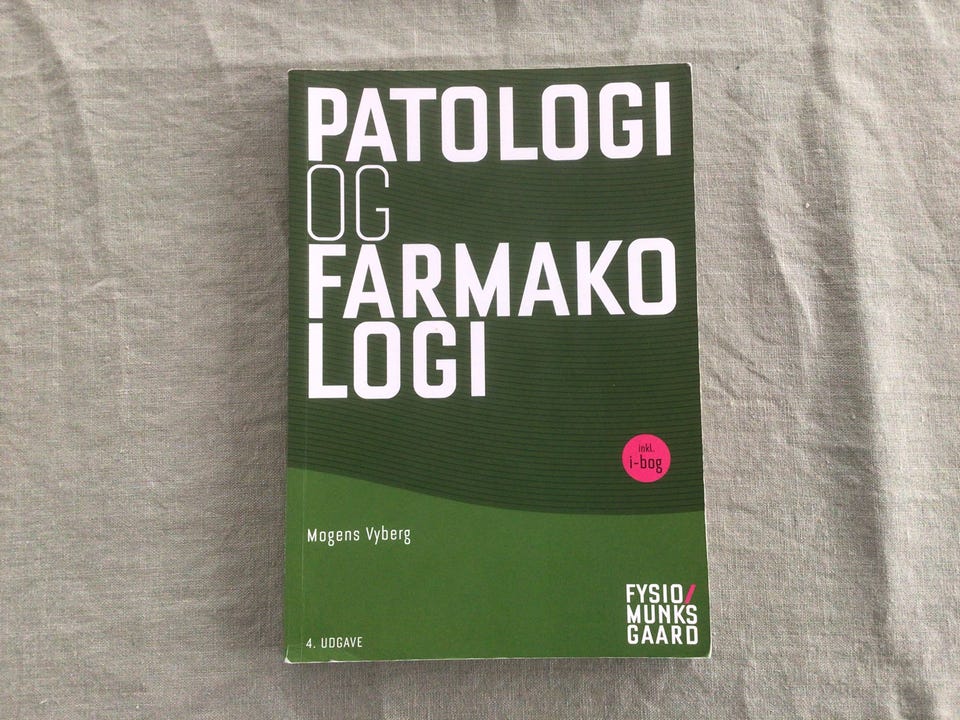 PATOLOGI
OG
FARMAKO
LOGI
inkl.
i-bog
Mogens Vyberg
FYSIO/
MUNKS
GAARD
4. UDGAVE